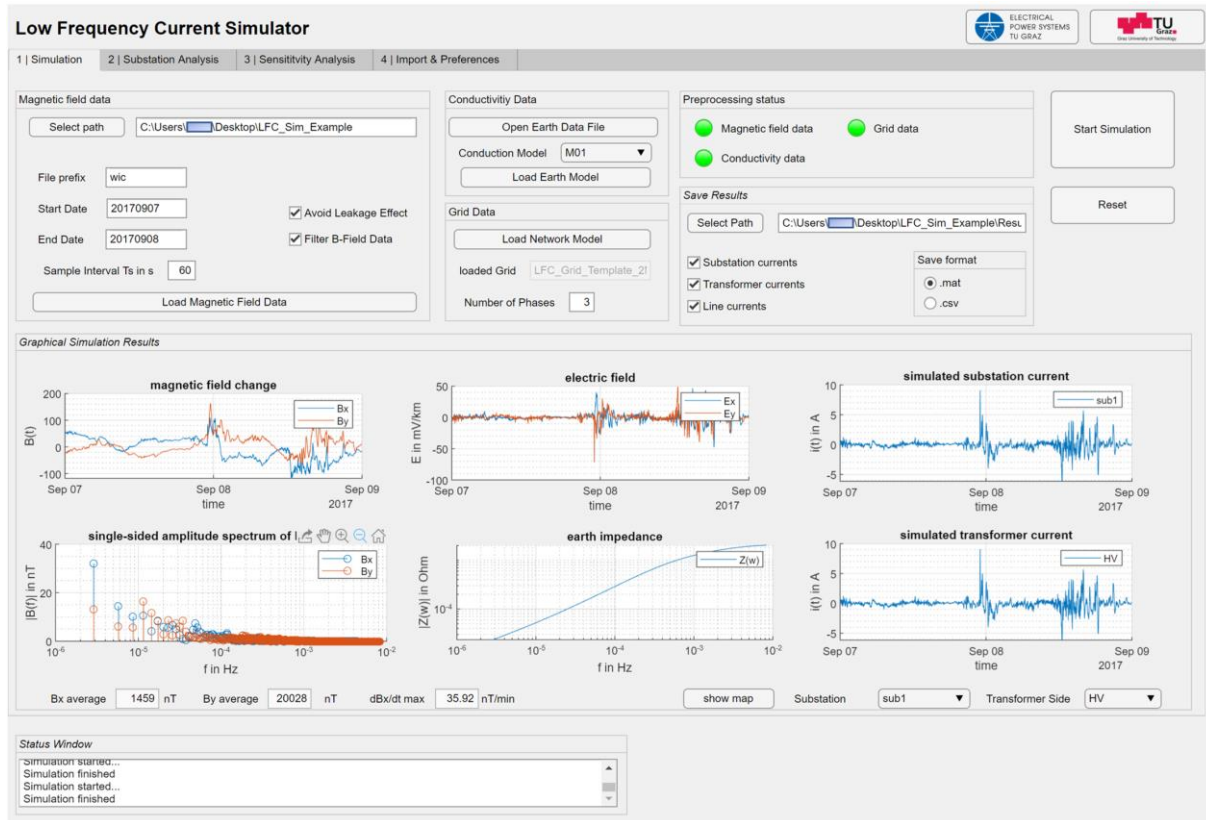 Low Frequency Current Simulator
ELECTRICAL
POWER SYSTEMS
TU GRAZ
TU
Graz
Graz University of Technology
1 | Simulation
2 | Substation Analysis
3 | Sensititvity Analysis
4 | Import & Preferences
Magnetic field data
Select path
C:\Users\ \Desktop\LFC_Sim_Example
File prefix
wic
Start Date
20170907
Avoid Leakage Effect
End Date
20170908
Filter B-Field Data
Sample Interval Ts in s
60
Load Magnetic Field Data
Conductivitiy Data
Open Earth Data File
Conduction Model
M01
Load Earth Model
Grid Data
Load Network Model
loaded Grid
LFC_Grid_Template_2
Number of Phases
3
Preprocessing status
Magnetic field data
Grid data
Conductivity data
Save Results
Select Path
C:\Users\ \Desktop\LFC_Sim_Example\Resu
Substation currents
Transformer currents
Line currents
Save format
.mat
.csv
Start Simulation
Reset
Graphical Simulation Results
magnetic field change
B(t)
200
100
0
-100
Bx
By
Sep 07
Sep 08
Sep 09
time
2017
electric field
E in mV/km
50
0
-50
-100
Ex
Ey
Sep 07
Sep 08
Sep 09
time
2017
simulated substation current
i(t) in A
10
5
0
-5
sub1
Sep 07
Sep 08
Sep 09
time
2017
single-sided amplitude spectrum of
|B(f)| in nT
40
20
0
Bx
By
10-6
10-5
10-4
10-3
10-2
f in Hz
earth impedance
|Z(w)| in Ohm
10-4
Z(w)
10-6
10-5
10-4
10-3
10-2
f in Hz
simulated transformer current
i(t) in A
10
5
0
-5
HV
Sep 07
Sep 08
Sep 09
time
2017
Bx average
1459
nT
By average
20028
nT
dBx/dt max
35.92
nT/min
show map
Substation
sub1
Transformer Side
HV
Status Window
Simulation started...
Simulation finished
Simulation started...
Simulation finished